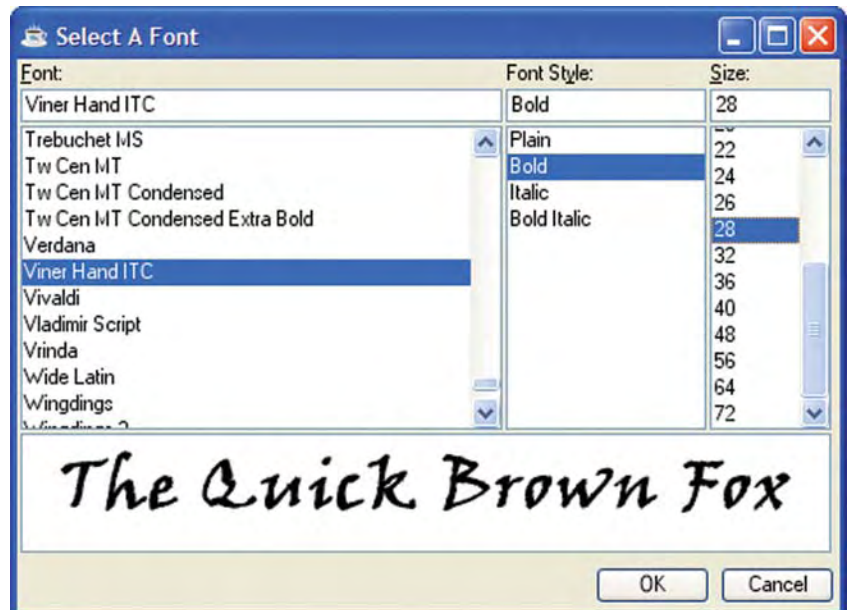 Select A Font
Font: Font Style: Size:
Viner Hand ITC Bold 28
Trebuchet MS
Tw Cen MT
Tw Cen MT Condensed
Tw Cen MT Condensed Extra Bold
Verdana
Viner Hand ITC
Vivaldi
Vladimir Script
Vrinda
Wide Latin
Wingdings
Plain
Bold
Italic
Bold Italic
22
24
26
28
32
36
40
48
56
64
72
The Quick Brown Fox
OK Cancel